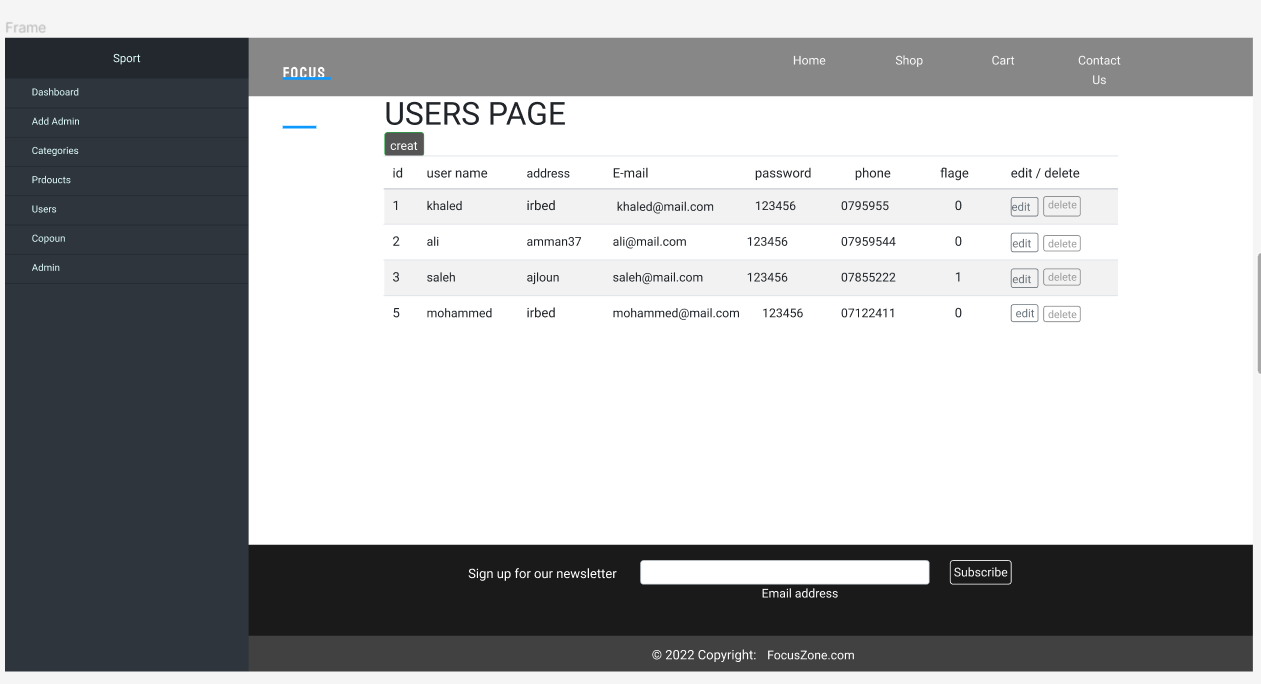 Frame
Sport
Dashboard
Add Admin
Categories
Prdoucts
Users
Copoun
Admin
FOCUS
Home Shop Cart Contact
Us
USERS PAGE
creat
id user name address E-mail password phone flage edit / delete
1 khaled irbed khaled@mail.com 123456 0795955 0 edit delete
2 ali amman37 ali@mail.com 123456 07959544 0 edit delete
3 saleh ajloun saleh@mail.com 123456 07855222 1 edit delete
5 mohammed irbed mohammed@mail.com 123456 07122411 0 edit delete
Sign up for our newsletter Subscribe
Email address
© 2022 Copyright: FocusZone.com